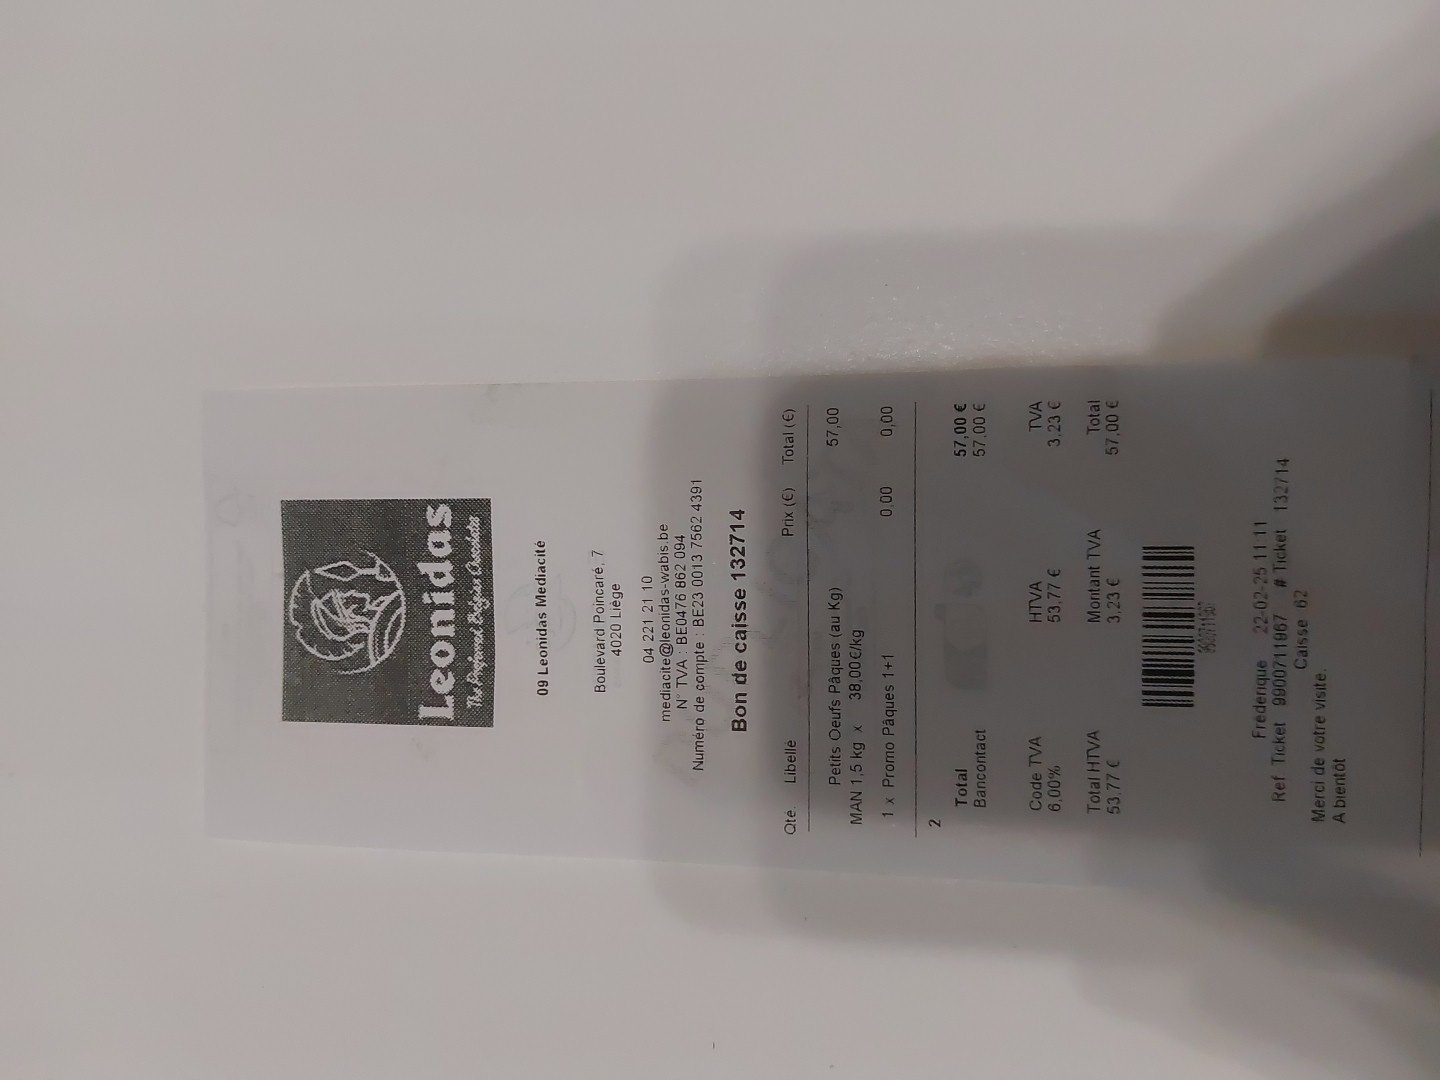 Leonidas
The Preferred Belgian Chocolates
09 Leonidas Mediacité
Boulevard Poincaré, 7
4020 Liège
04 221 21 10
mediacite@leonidas-wabis.be
N° TVA : BE0476 862 094
Numéro de compte : BE23 0013 7562 4391
Bon de caisse 132714
Qté. Libellé Prix (€) Total (€)
Petits Oeufs Pâques (au Kg) 57,00
MAN 1,5 kg x 38,00 €/kg
1 x Promo Pâques 1+1 0,00 0,00
2
Total 57,00 €
Bancontact 57,00 €
Code TVA HTVA TVA
6,00% 53,77 € 3,23 €
Total HTVA Montant TVA Total
53,77 € 3,23 € 57,00 €
Fréderique 22-02-25 11:11
Ref Ticket 9900711967 # Ticket 132714
Caisse 62
Merci de votre visite.
A bientôt